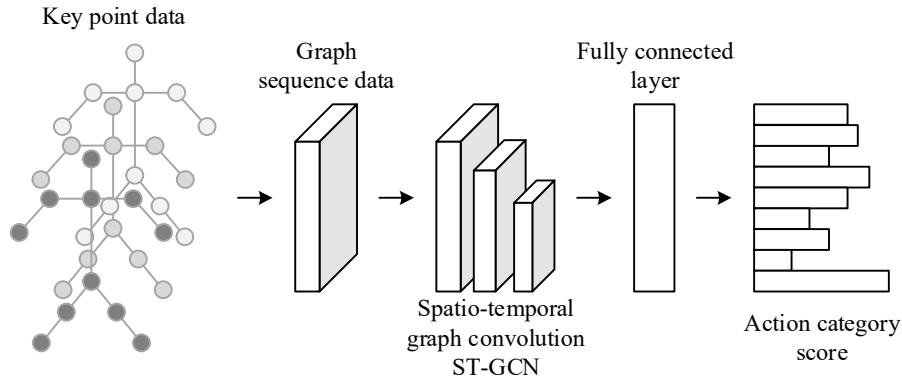 Key point data
Graph
sequence data
Fully connected
layer
Spatio-temporal
graph convolution
ST-GCN
Action category
score